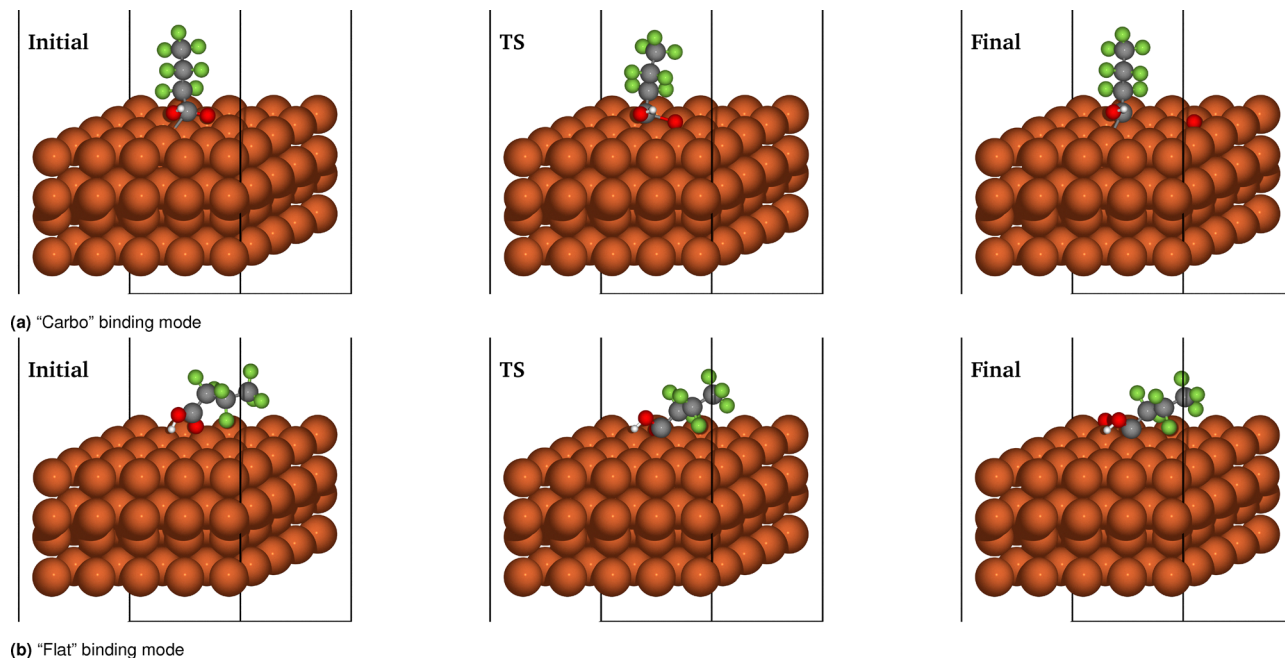 Initial
TS
Final
(a) “Carbo” binding mode
Initial
TS
Final
(b) “Flat” binding mode